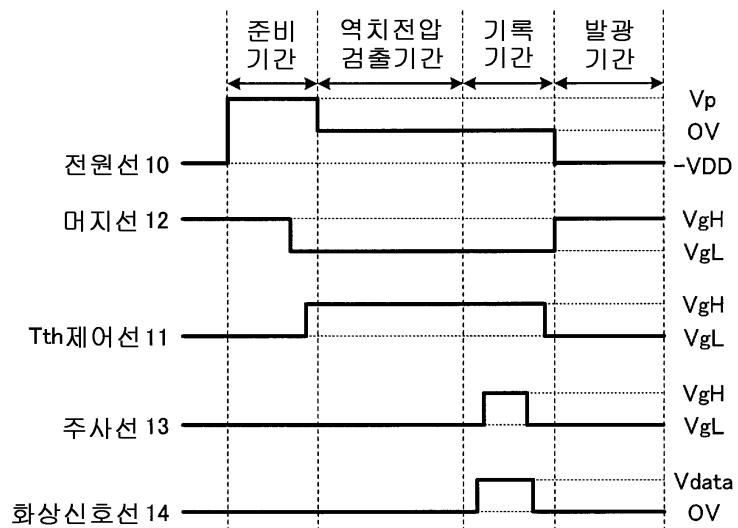 준비
기간
역치전압
검출기간
기록
기간
발광
기간
Vp
0V
-VDD
전원선 10
머지선 12
VgH
VgL
Tth제어선 11
VgH
VgL
주사선 13
VgH
VgL
화상신호선 14
Vdata
0V